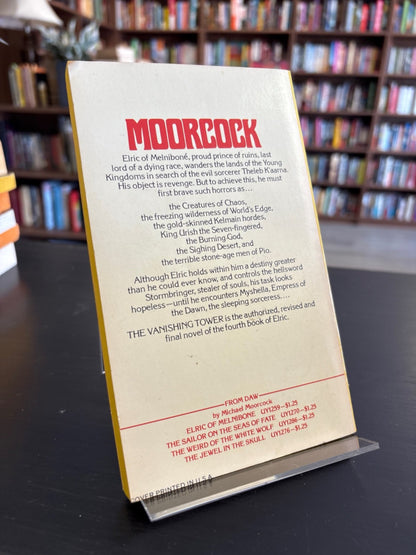 MOORCOCK
Elric of Melniboné, proud prince of ruins, last
lord of a dying race, wanders the lands of the Young
Kingdoms in search of the evil sorcerer Theleb K'aarna.
His object is revenge. But to achieve this, he must
first brave such horrors as...
the Creatures of Chaos,
the freezing wilderness of World's Edge,
the gold-skinned Kelmain hordes,
King Urish the Seven-fingered,
the Burning God,
the Sighing Desert, and
the terrible stone-age men of Pio.
Although Elric holds within him a destiny greater
than he could ever know, and controls the hellsword
Stormbringer, stealer of souls, his task looks
hopeless—until he encounters Myshella, Empress of
the Dawn, the sleeping sorceress....
THE VANISHING TOWER is the authorized, revised and
final novel of the fourth book of Elric.
—FROM DAW—
by Michael Moorcock
ELRIC OF MELNIBONE UY1259—$1.25
THE SAILOR ON THE SEAS OF FATE UY1270—$1.25
THE WEIRD OF THE WHITE WOLF UY1286—$1.25
THE JEWEL IN THE SKULL UY1276—$1.25
COVER PRINTED IN U.S.A.